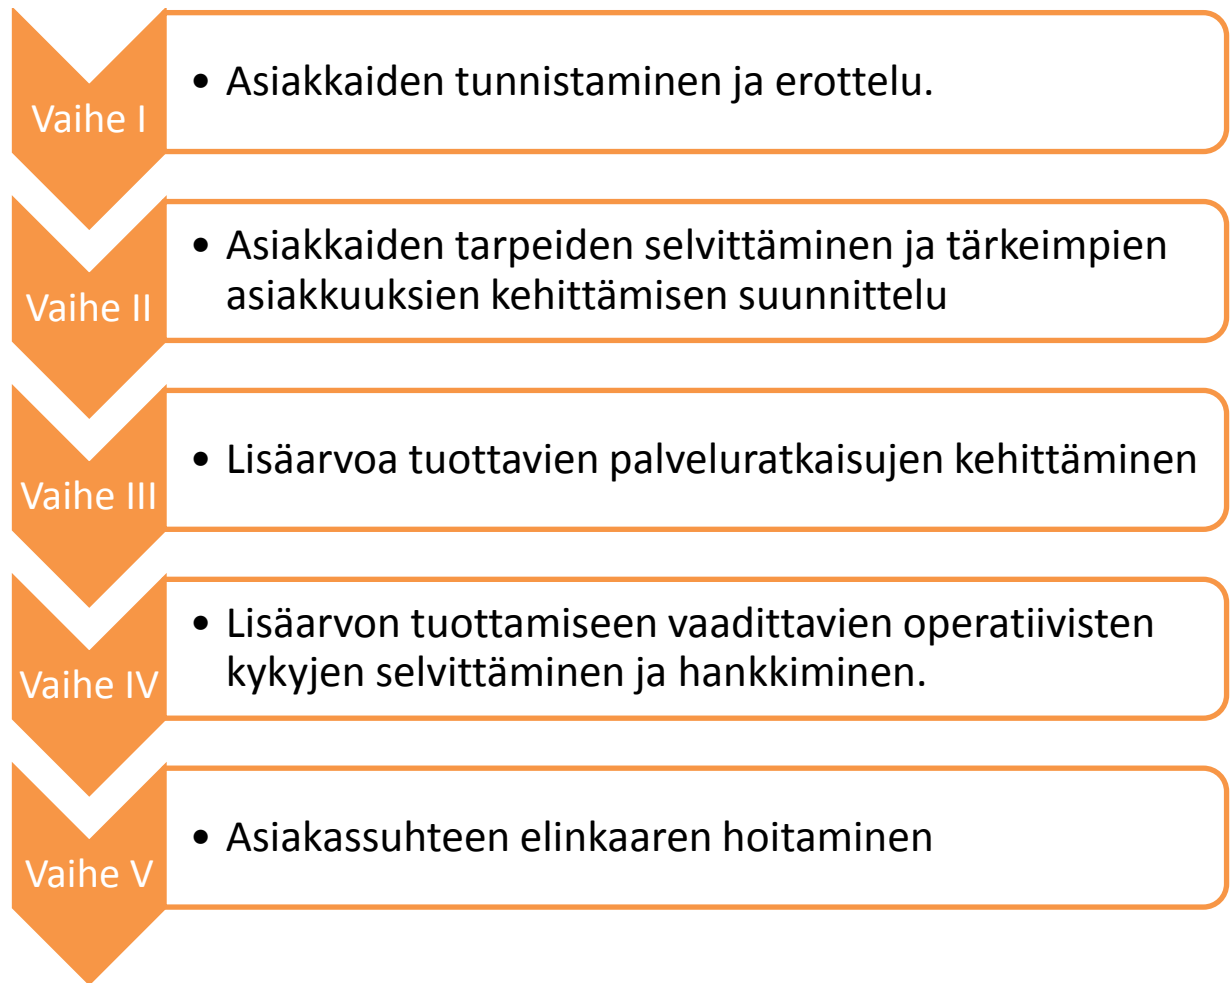 Vaihe I
• Asiakkaiden tunnistaminen ja erottelu.
Vaihe II
• Asiakkaiden tarpeiden selvittäminen ja tärkeimpien
asiakkuuksien kehittämisen suunnittelu
Vaihe III
• Lisäarvoa tuottavien palveluratkaisujen kehittäminen
Vaihe IV
• Lisäarvon tuottamiseen vaadittavien operatiivisten
kykyjen selvittäminen ja hankkiminen.
Vaihe V
• Asiakassuhteen elinkaaren hoitaminen